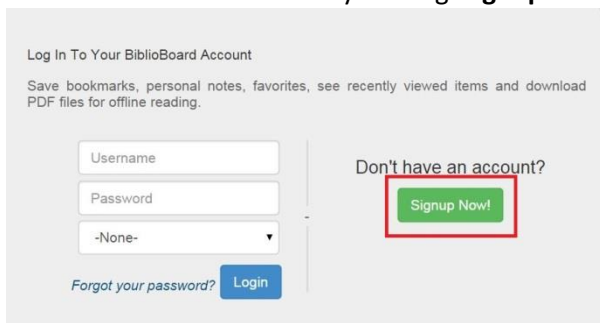 Log In To Your BiblioBoard Account
Save bookmarks, personal notes, favorites, see recently viewed items and download
PDF files for offline reading.
Username
Password
-None-
Forgot your password? Login
Don't have an account?
Signup Now!